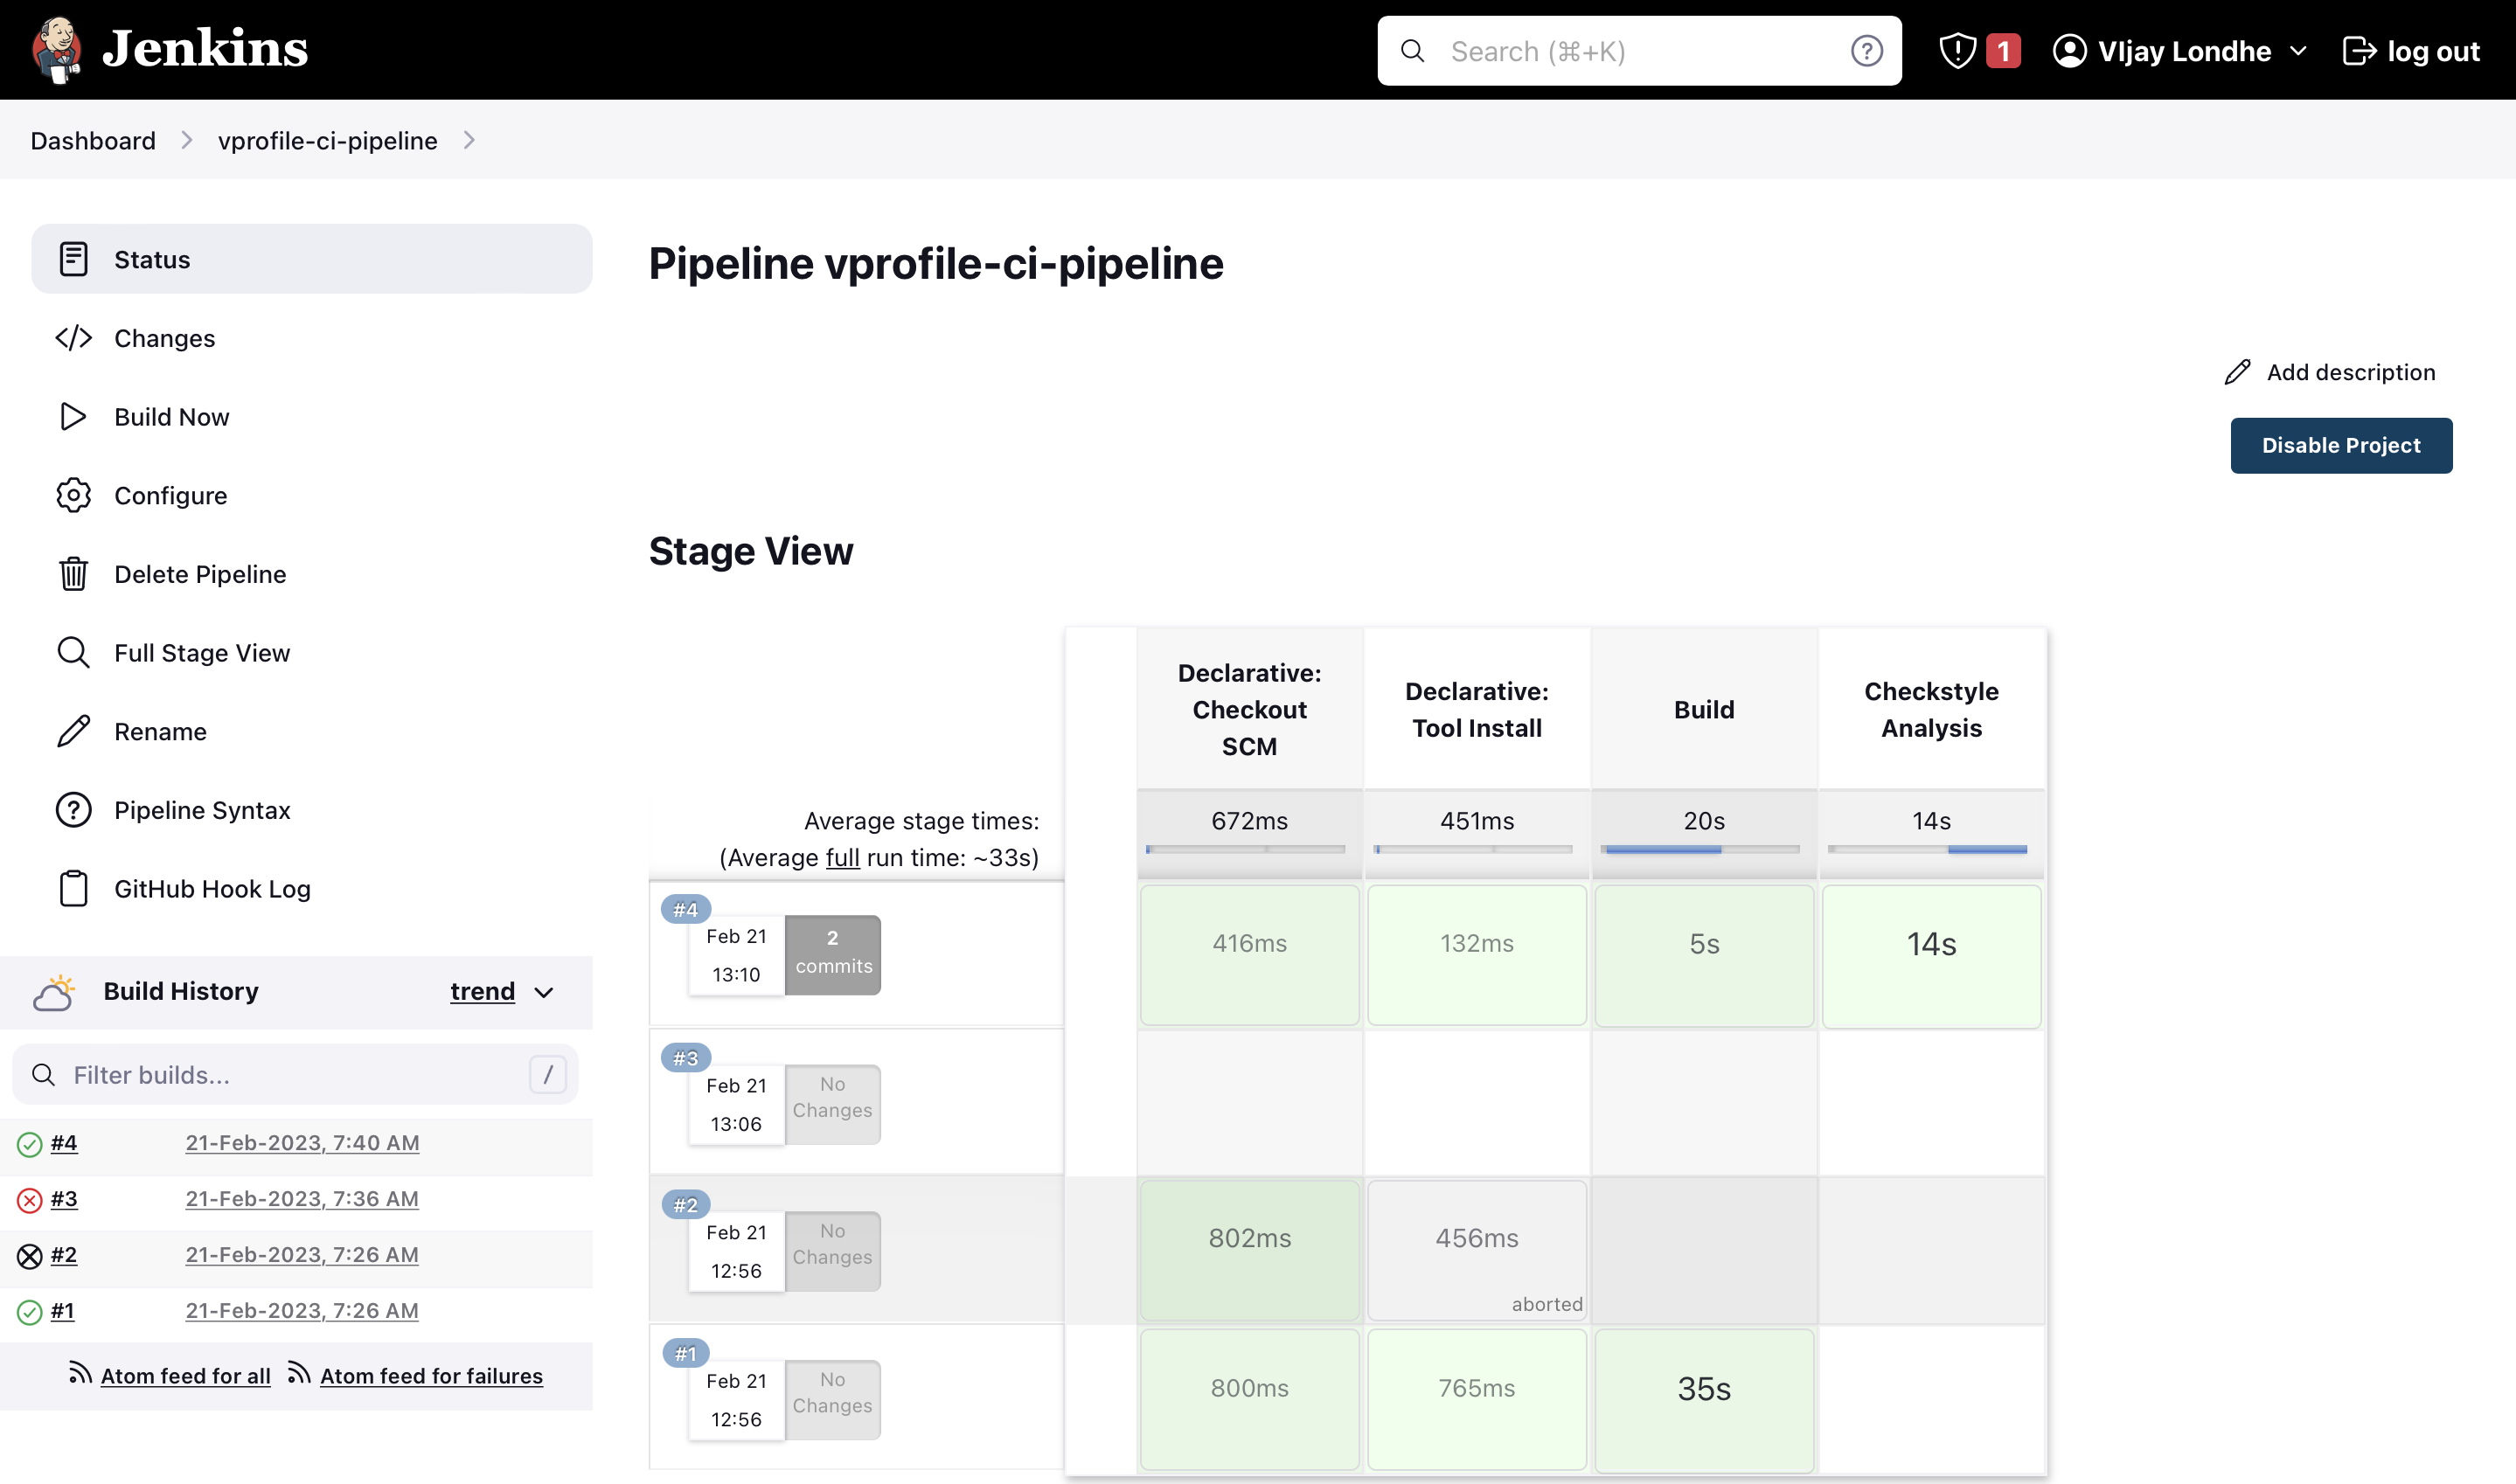 Jenkins
Search (⌘+K)
?
1
VIjay Londhe
log out
Dashboard
vprofile-ci-pipeline
Status
Changes
Build Now
Configure
Delete Pipeline
Full Stage View
Rename
Pipeline Syntax
GitHub Hook Log
Build History
trend
Filter builds...
/
#4
21-Feb-2023, 7:40 AM
#3
21-Feb-2023, 7:36 AM
#2
21-Feb-2023, 7:26 AM
#1
21-Feb-2023, 7:26 AM
Atom feed for all
Atom feed for failures
Pipeline vprofile-ci-pipeline
Add description
Disable Project
Stage View
Declarative:
Checkout
SCM
Declarative:
Tool Install
Build
Checkstyle
Analysis
Average stage times:
(Average full run time: ~33s)
672ms
451ms
20s
14s
#4
Feb 21
13:10
2
commits
416ms
132ms
5s
14s
#3
Feb 21
13:06
No
Changes
#2
Feb 21
12:56
No
Changes
802ms
456ms
aborted
#1
Feb 21
12:56
No
Changes
800ms
765ms
35s